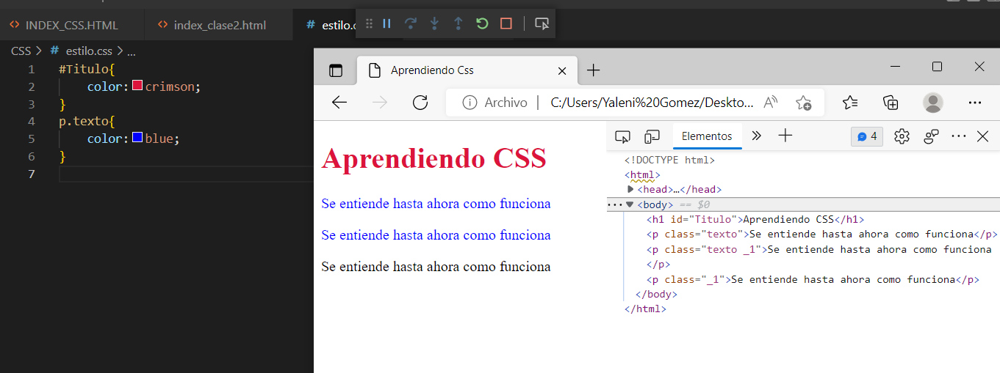 INDEX_CSS.HTML
index_clase2.html
# estilo.c
CSS > # estilo.css > ...
1 #Titulo{
2 color: crimson;
3 }
4 p.texto{
5 color: blue;
6 }
7
Aprendiendo Css
Archivo | C:/Users/Yaleni%20Gomez/Deskto...
Aprendiendo CSS
Se entiende hasta ahora como funciona
Se entiende hasta ahora como funciona
Se entiende hasta ahora como funciona
Elementos
4
<!DOCTYPE html>
<html>
<head>…</head>
<body> == $0
<h1 id="Titulo">Aprendiendo CSS</h1>
<p class="texto">Se entiende hasta ahora como funciona</p>
<p class="texto _1">Se entiende hasta ahora como funciona
</p>
<p class="_1">Se entiende hasta ahora como funciona</p>
</body>
</html>